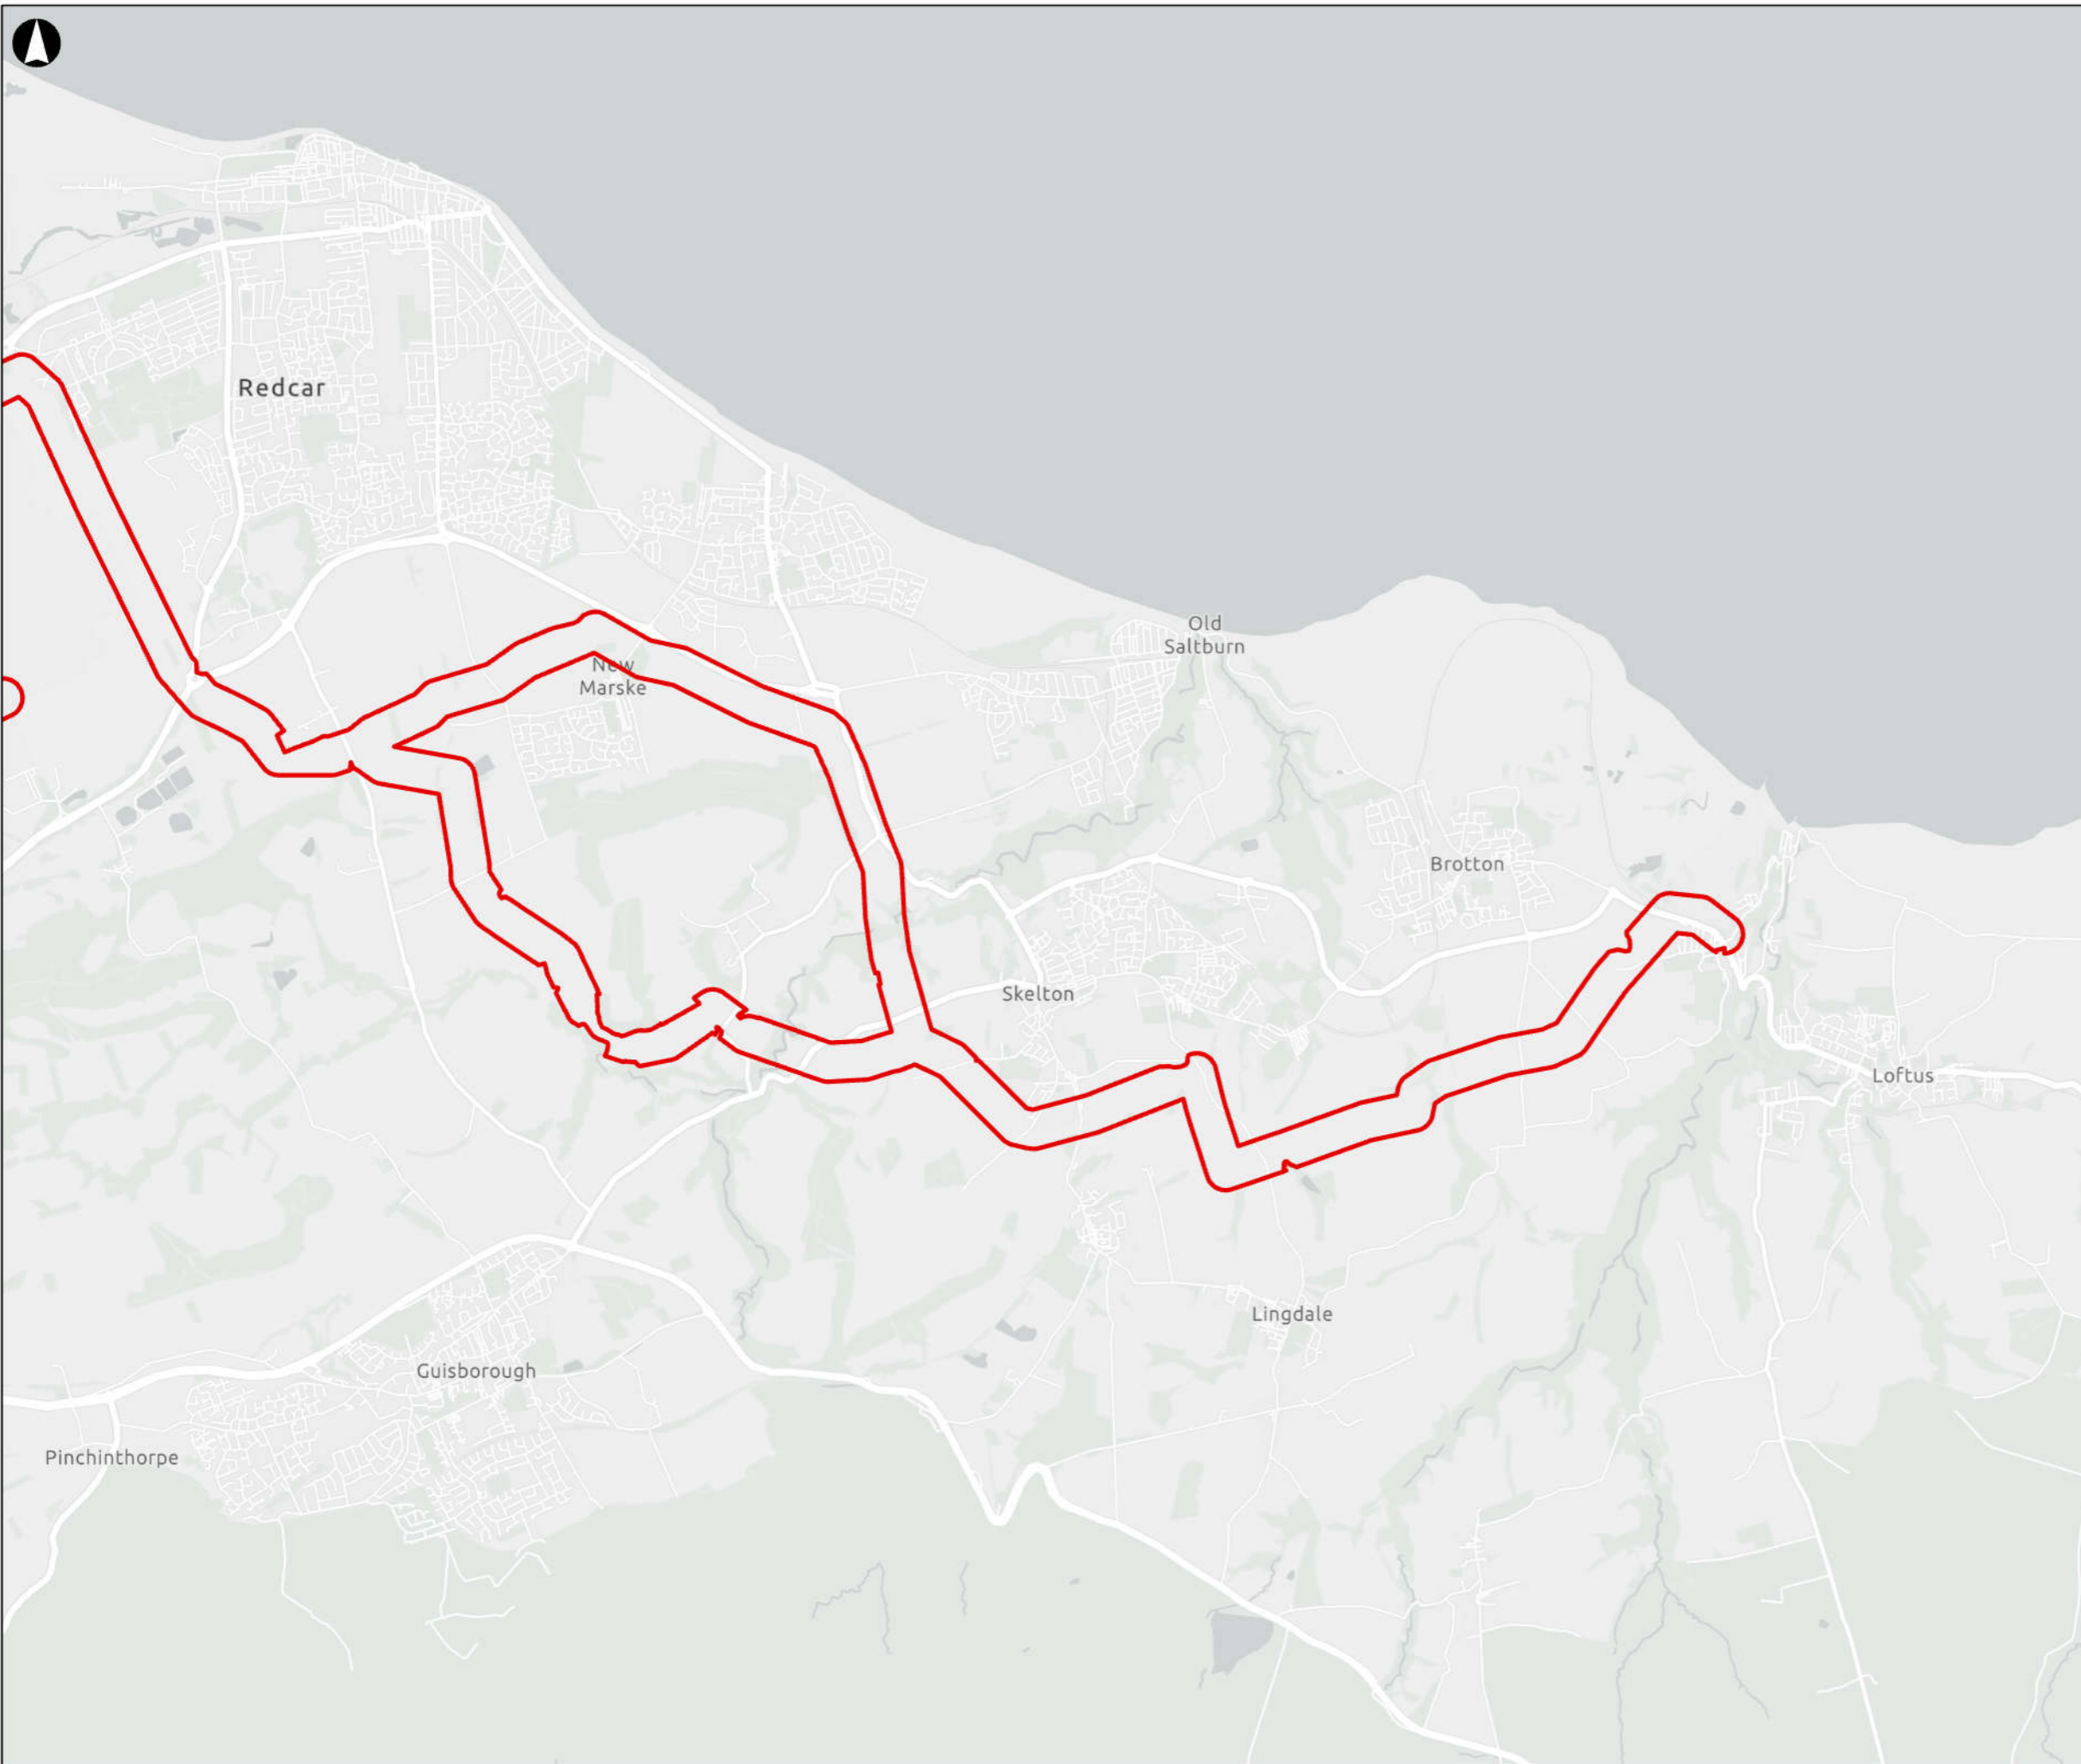 Redcar
Old
Saltburn
New
Marske
Brotton
Skelton
Loftus
Lingdale
Guisborough
Pinchinthorpe